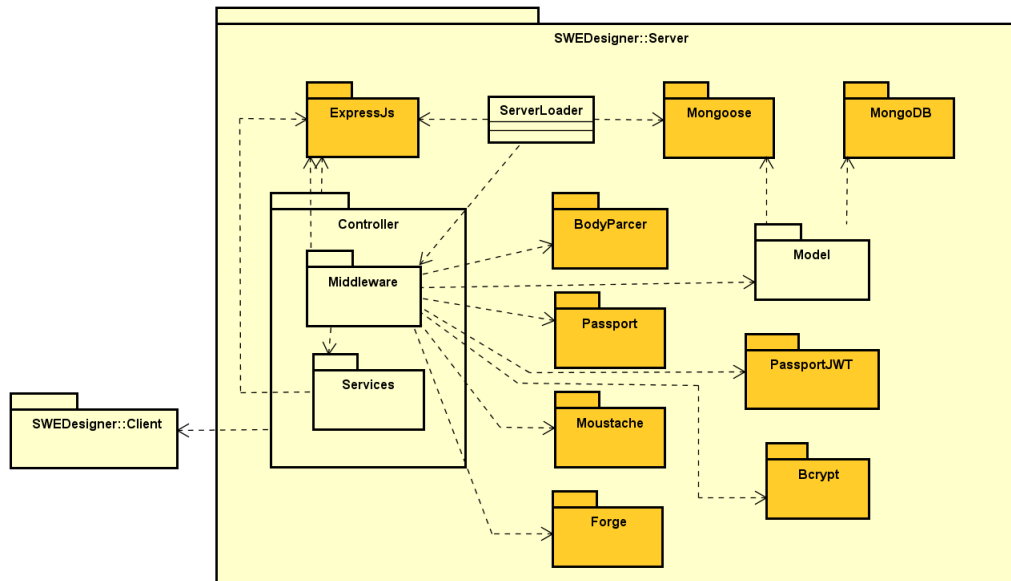 SWEDesigner::Server
ExpressJs
ServerLoader
Mongoose
MongoDB
Controller
BodyParcer
Model
Middleware
Passport
Services
PassportJWT
SWEDesigner::Client
Moustache
Bcrypt
Forge